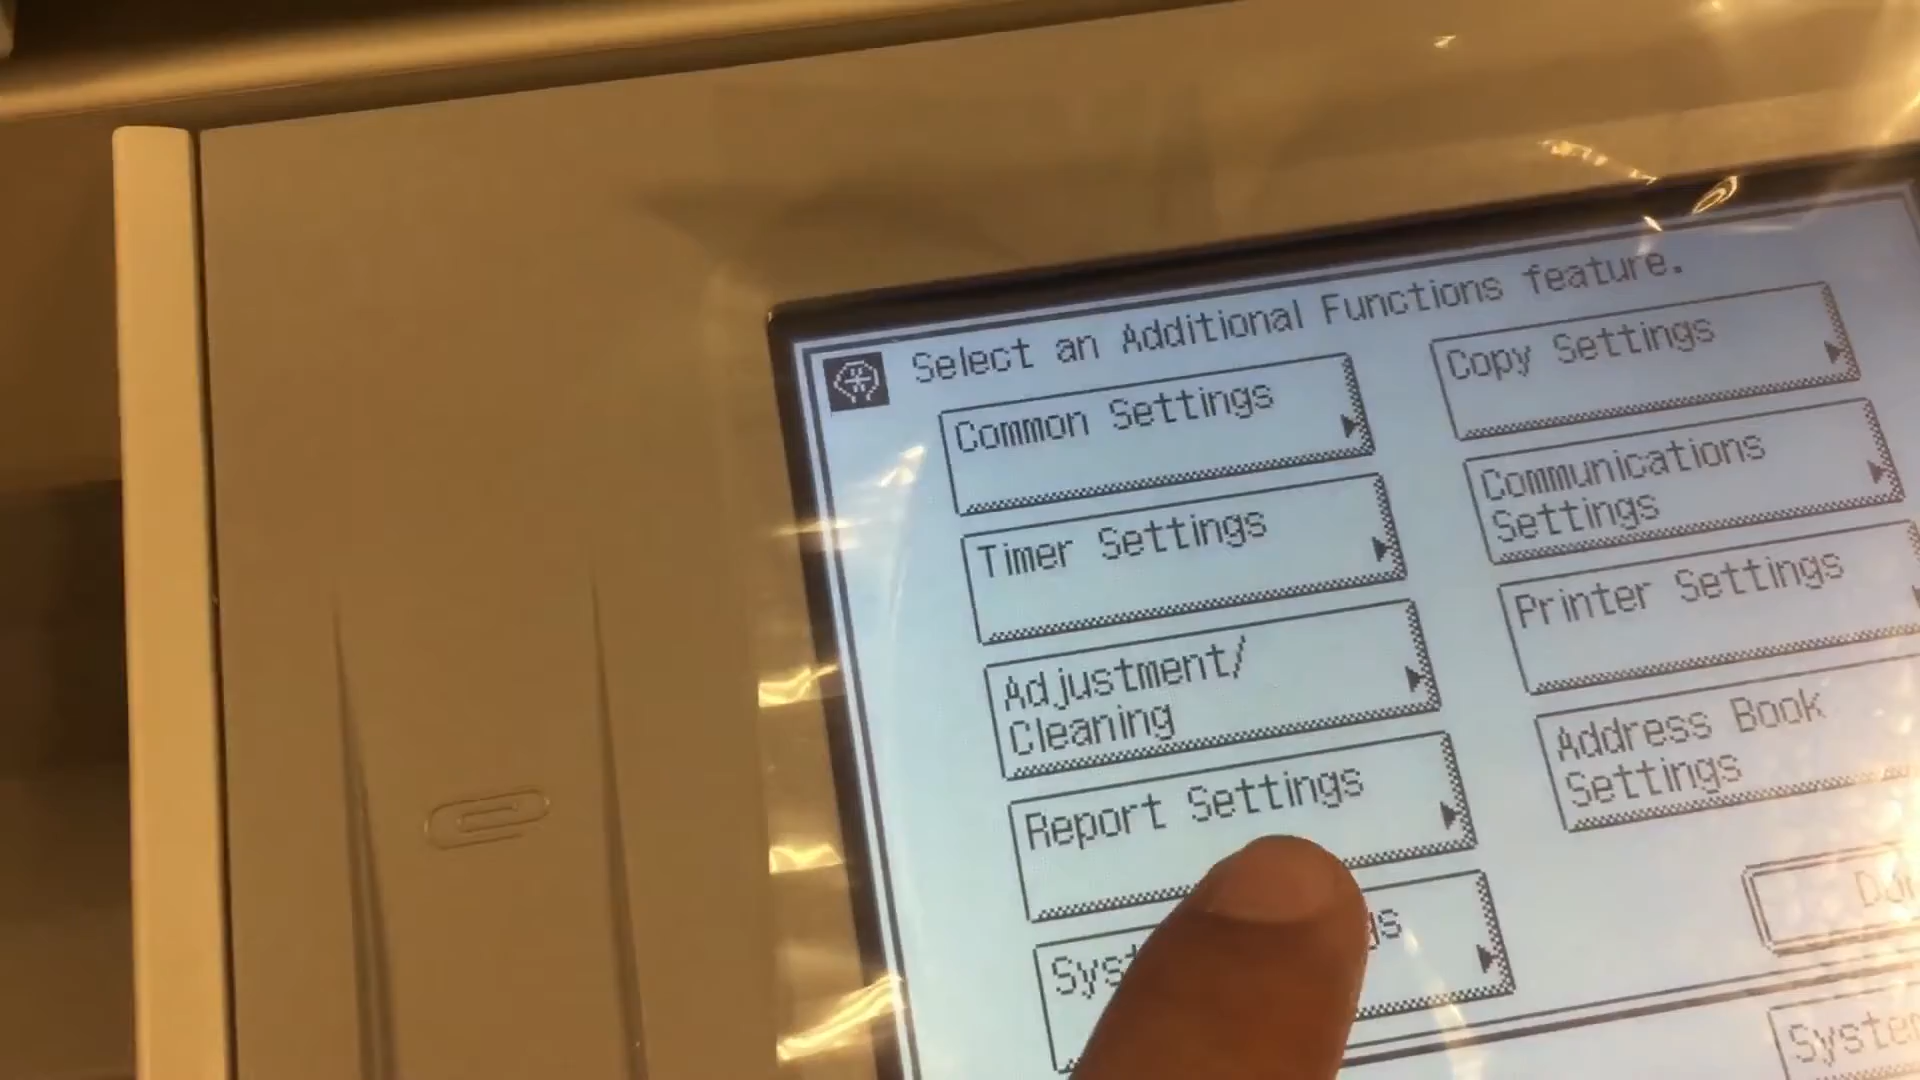 Select an Additional Functions feature.
Common Settings
Timer Settings
Adjustment/
Cleaning
Report Settings
Copy Settings
Communications
Settings
Printer Settings
Address Book
Settings